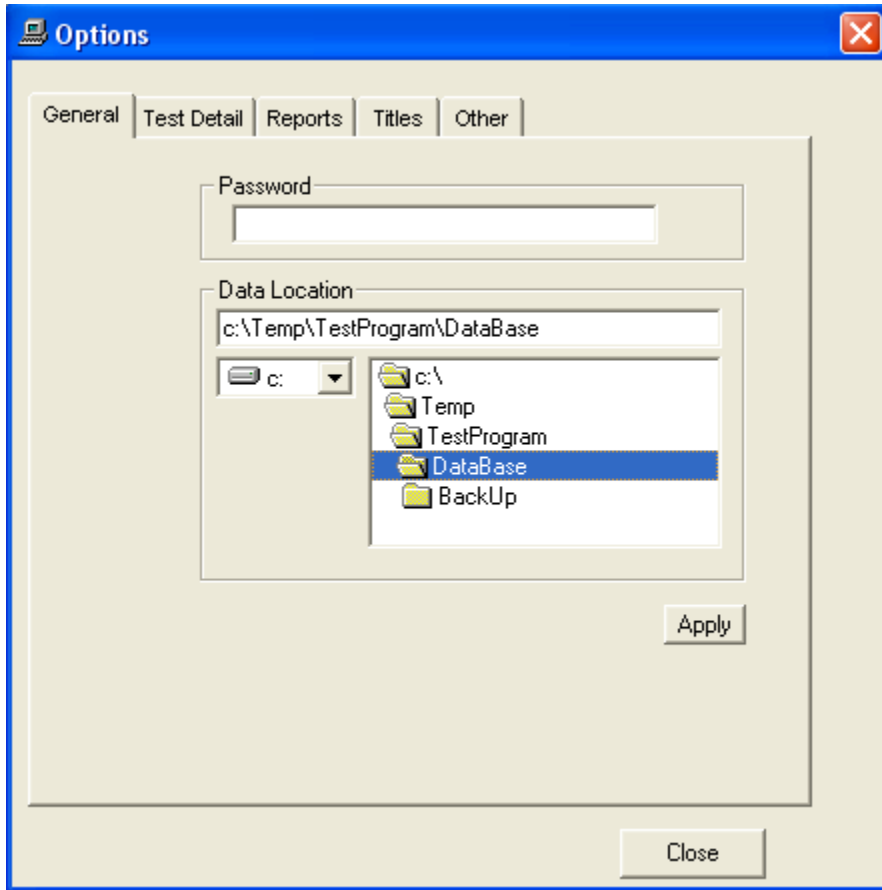 Options
General Test Detail Reports Titles Other
Password
Data Location
c:\Temp\TestProgram\DataBase
c: c:\
Temp
TestProgram
DataBase
BackUp
Apply
Close